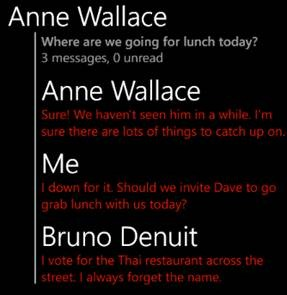 Anne Wallace
Where are we going for lunch today?
3 messages, 0 unread
Anne Wallace
Sure! We haven't seen him in a while. I'm
sure there are lots of things to catch up on.
Me
I down for it. Should we invite Dave to go
grab lunch with us today?
Bruno Denuit
I vote for the Thai restaurant across the
street. I always forget the name.